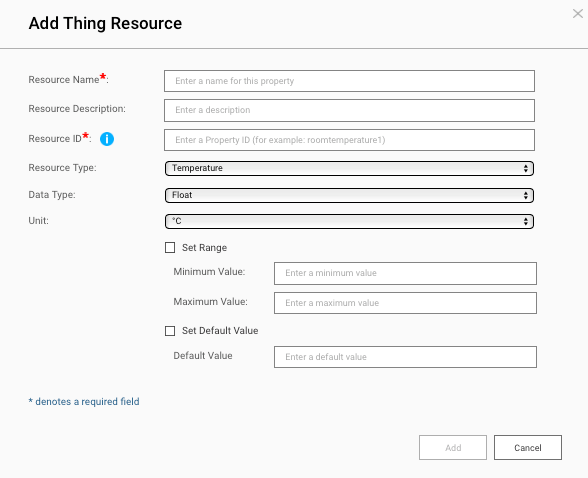 Add Thing Resource
Resource Name*: Enter a name for this property
Resource Description: Enter a description
Resource ID*: i Enter a Property ID (for example: roomtemperature1)
Resource Type: Temperature
Data Type: Float
Unit: °C
Set Range
Minimum Value: Enter a minimum value
Maximum Value: Enter a maximum value
Set Default Value
Default Value Enter a default value
* denotes a required field
Add Cancel